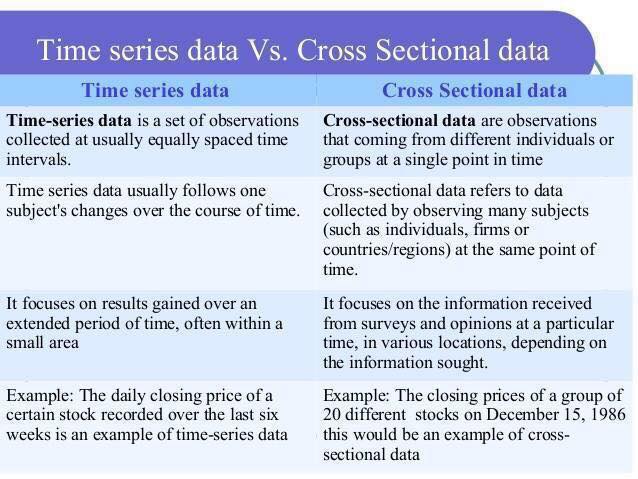 Time series data Vs. Cross Sectional data
Time series data
Cross Sectional data
Time-series data is a set of observations
collected at usually equally spaced time
intervals.
Cross-sectional data are observations
that coming from different individuals or
groups at a single point in time
Time series data usually follows one
subject's changes over the course of time.
Cross-sectional data refers to data
collected by observing many subjects
(such as individuals, firms or
countries/regions) at the same point of
time.
It focuses on results gained over an
extended period of time, often within a
small area
It focuses on the information received
from surveys and opinions at a particular
time, in various locations, depending on
the information sought.
Example: The daily closing price of a
certain stock recorded over the last six
weeks is an example of time-series data
Example: The closing prices of a group of
20 different stocks on December 15, 1986
this would be an example of cross-
sectional data